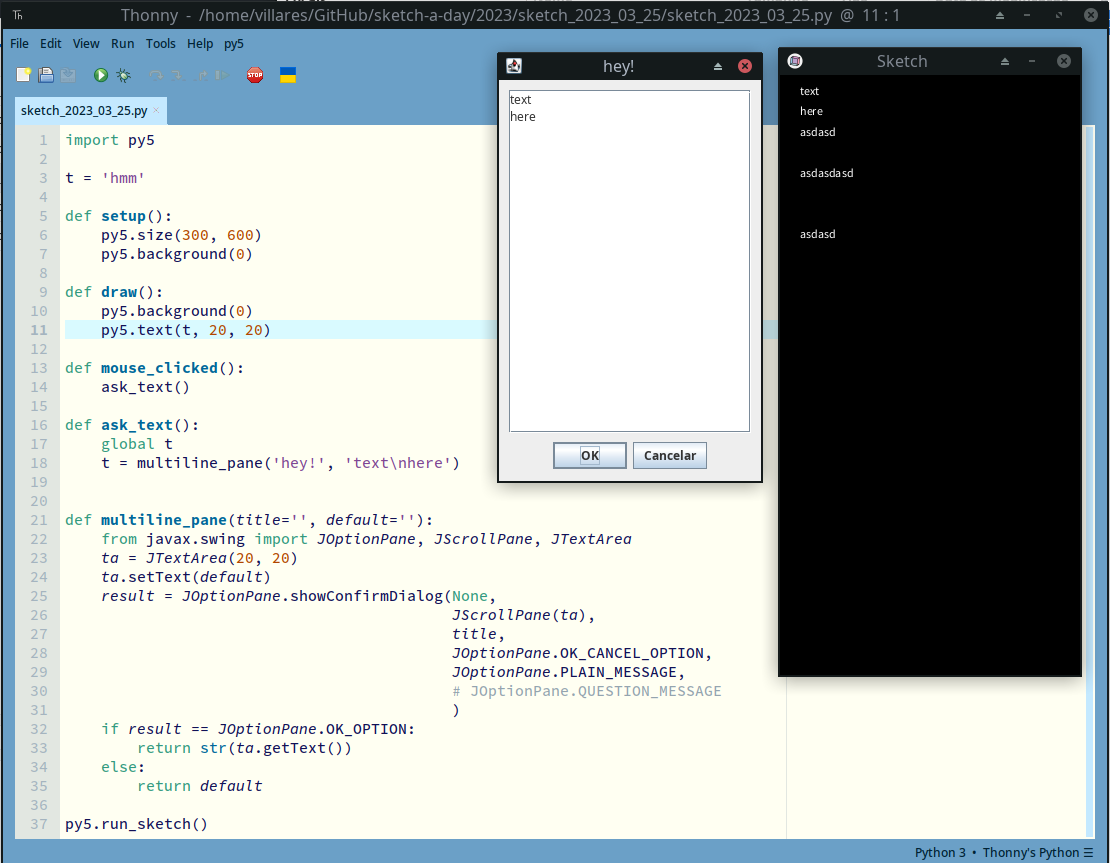 Th Thonny - /home/villares/GitHub/sketch-a-day/2023/sketch_2023_03_25/sketch_2023_03_25.py @ 11 : 1
File Edit View Run Tools Help py5
STOP
sketch_2023_03_25.py
1 import py5
2
3 t = 'hmm'
4
5 def setup():
6     py5.size(300, 600)
7     py5.background(0)
8
9 def draw():
10     py5.background(0)
11     py5.text(t, 20, 20)
12
13 def mouse_clicked():
14     ask_text()
15
16 def ask_text():
17     global t
18     t = multiline_pane('hey!', 'text\nhere')
19
20
21 def multiline_pane(title='', default=''):
22     from javax.swing import JOptionPane, JScrollPane, JTextArea
23     ta = JTextArea(20, 20)
24     ta.setText(default)
25     result = JOptionPane.showConfirmDialog(None,
26                                            JScrollPane(ta),
27                                            title,
28                                            JOptionPane.OK_CANCEL_OPTION,
29                                            JOptionPane.PLAIN_MESSAGE,
30                                            # JOptionPane.QUESTION_MESSAGE
31                                            )
32     if result == JOptionPane.OK_OPTION:
33         return str(ta.getText())
34     else:
35         return default
36
37 py5.run_sketch()
hey!
text
here
OK Cancelar
Sketch
text
here
asdasd
asdasdasd
asdasd
Python 3 • Thonny's Python ☰